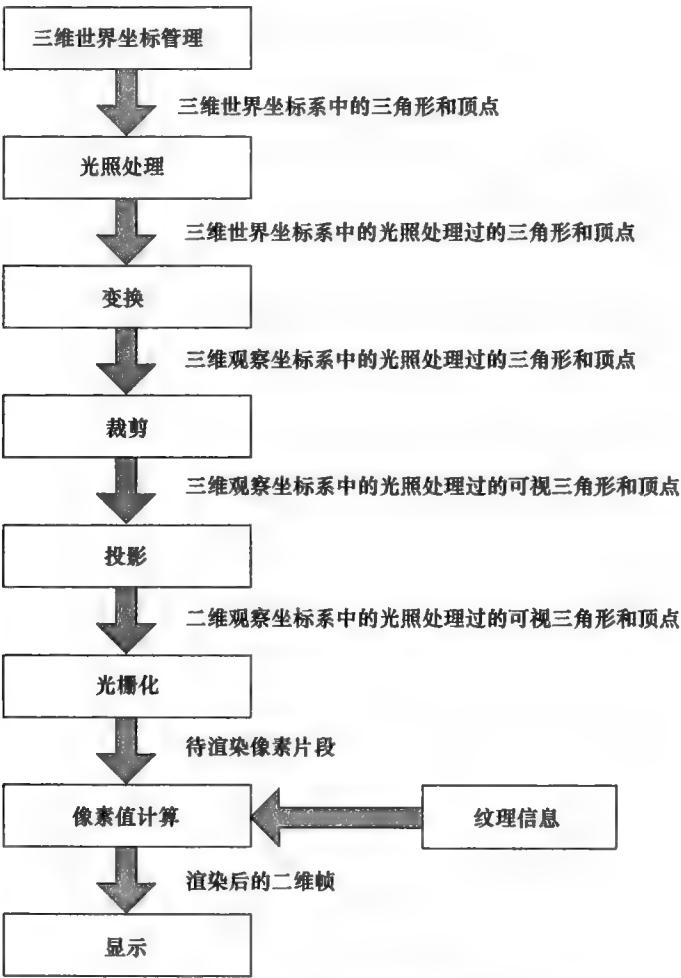 三维世界坐标管理
三维世界坐标系中的三角形和顶点
光照处理
三维世界坐标系中的光照处理过的三角形和顶点
变换
三维观察坐标系中的光照处理过的三角形和顶点
裁剪
三维观察坐标系中的光照处理过的可视三角形和顶点
投影
二维观察坐标系中的光照处理过的可视三角形和顶点
光栅化
待渲染像素片段
像素值计算
纹理信息
渲染后的二维帧
显示